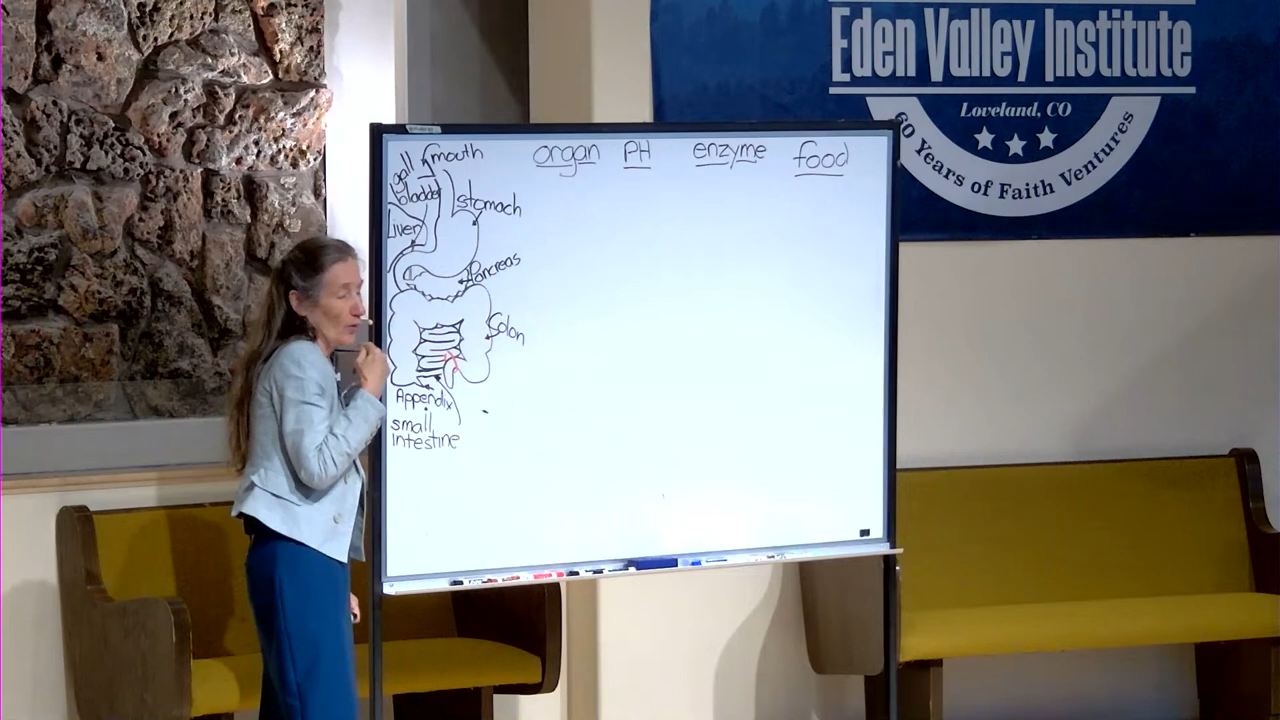 Eden Valley Institute
Loveland, CO
60 Years of Faith Ventures
mouth
organ PH enzyme food
gall
bladder
stomach
Liver
Pancreas
Colon
Appendix
small
intestine